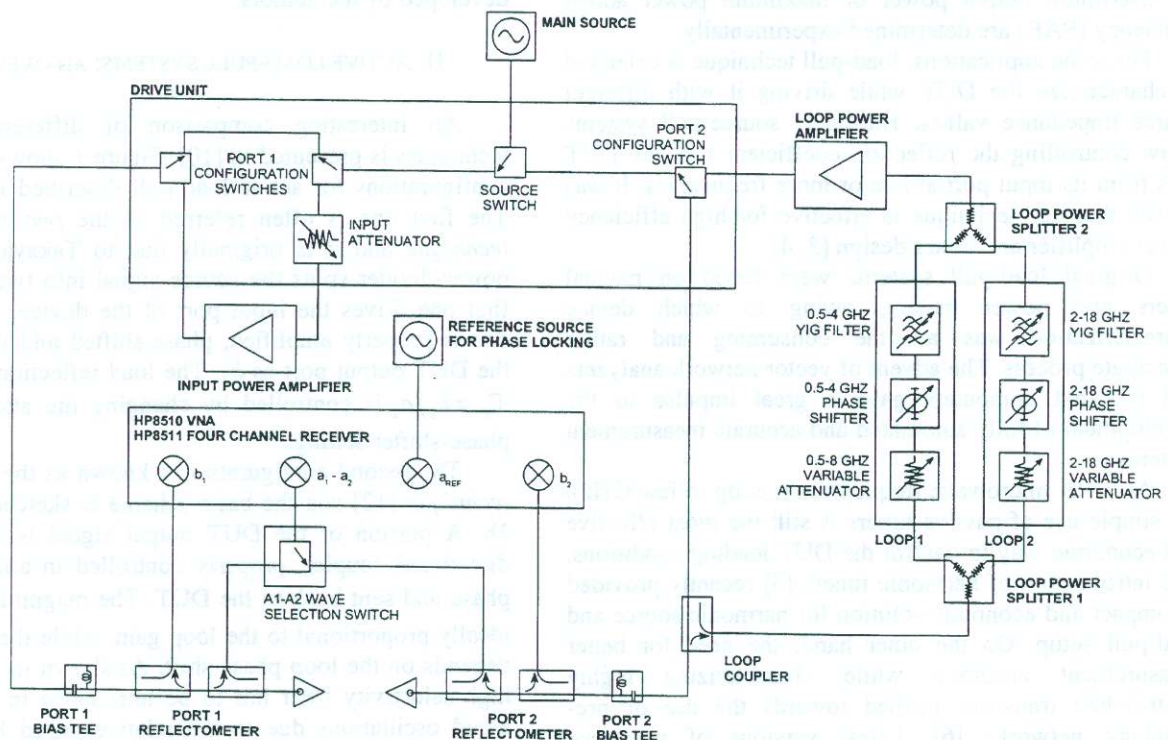 MAIN SOURCE
DRIVE UNIT
PORT 1
CONFIGURATION
SWITCHES
SOURCE
SWITCH
PORT 2
CONFIGURATION
SWITCH
LOOP POWER
AMPLIFIER
INPUT
ATTENUATOR
LOOP POWER
SPLITTER 2
REFERENCE SOURCE
FOR PHASE LOCKING
INPUT POWER AMPLIFIER
0.5-4 GHZ
YIG FILTER
2-18 GHZ
YIG FILTER
0.5-4 GHZ
PHASE
SHIFTER
2-18 GHZ
PHASE
SHIFTER
0.5-8 GHZ
VARIABLE
ATTENUATOR
2-18 GHZ
VARIABLE
ATTENUATOR
LOOP 1
LOOP 2
HP8510 VNA
HP8511 FOUR CHANNEL RECEIVER
b1
a1 - a2
aREF
b2
A1-A2 WAVE
SELECTION SWITCH
LOOP POWER
SPLITTER 1
LOOP
COUPLER
PORT 1
BIAS TEE
PORT 1
REFLECTOMETER
PORT 2
REFLECTOMETER
PORT 2
BIAS TEE